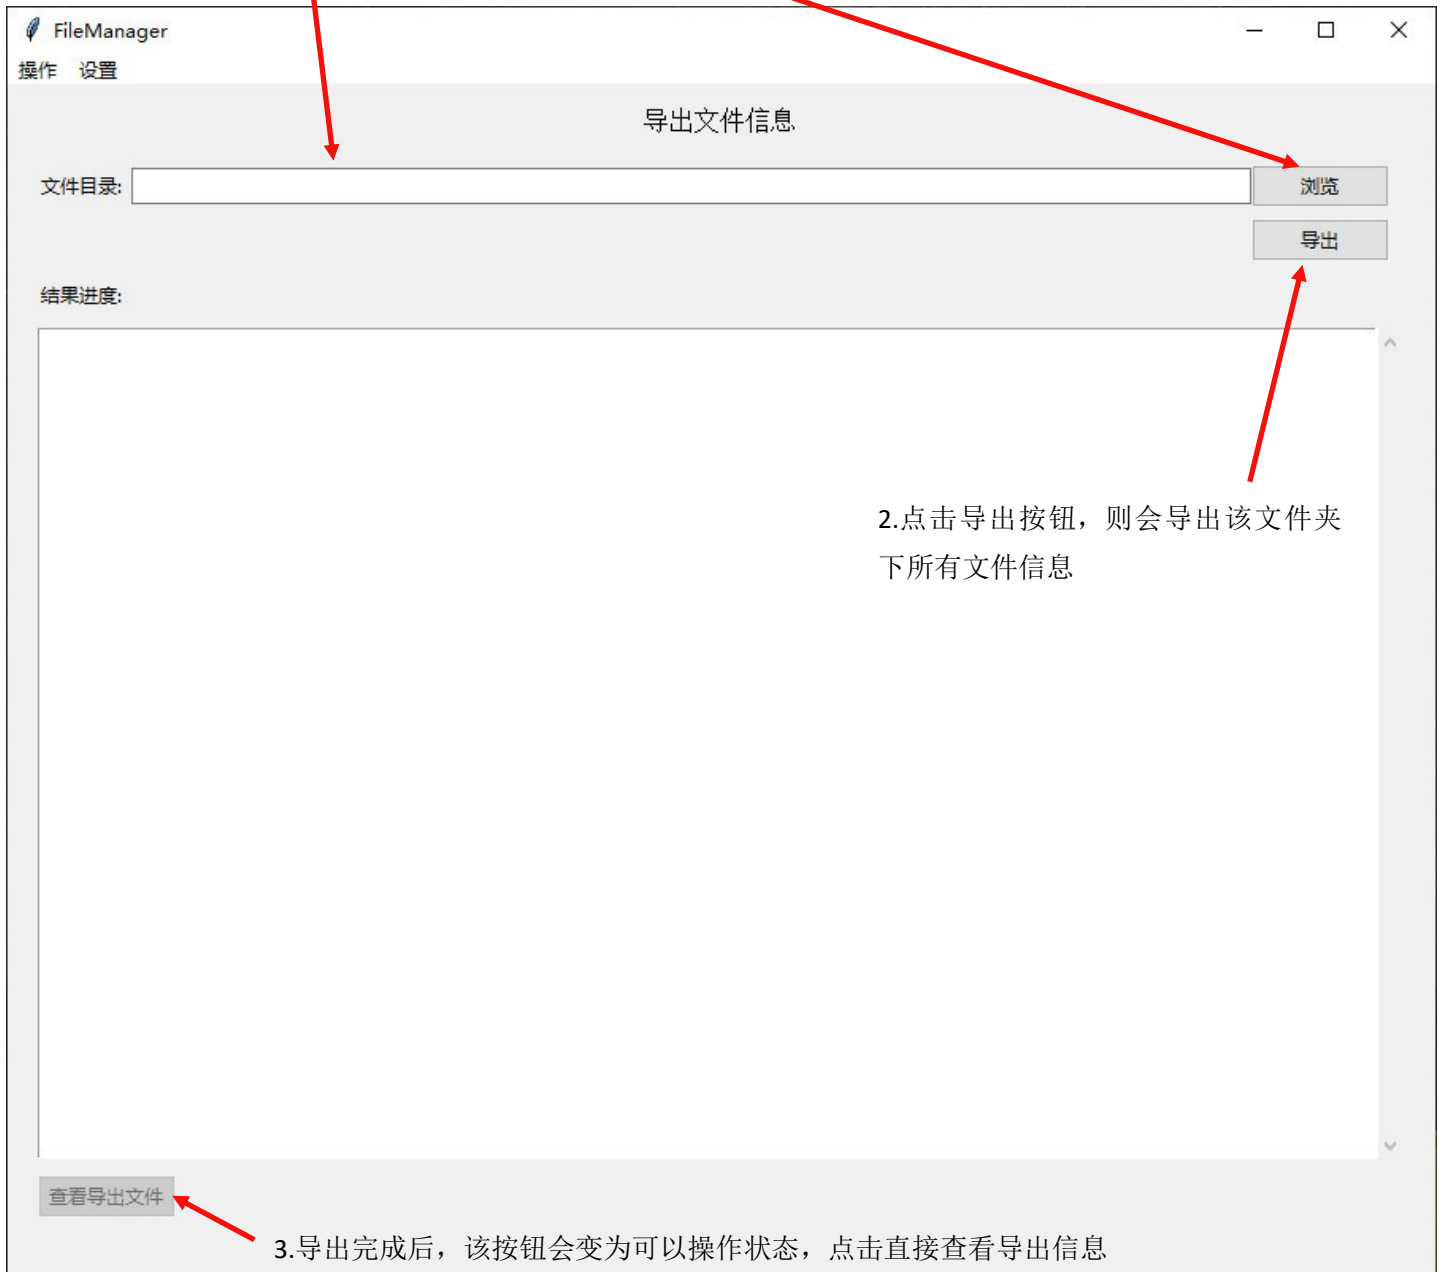 FileManager
操作 设置
导出文件信息
文件目录: 浏览
导出
结果进度:
2.点击导出按钮，则会导出该文件夹
下所有文件信息
查看导出文件
3.导出完成后，该按钮会变为可以操作状态，点击直接查看导出信息